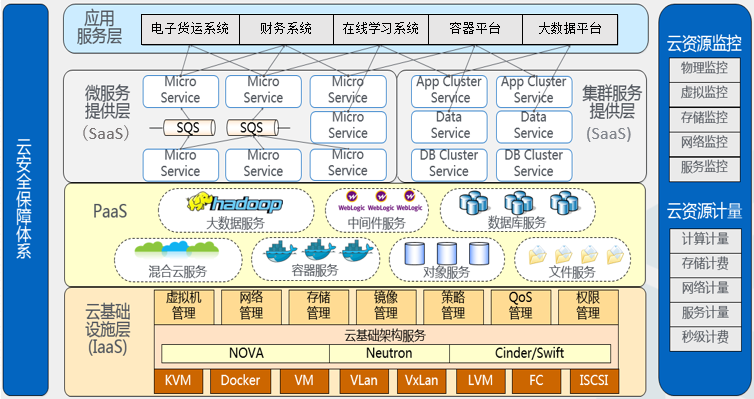 云安全保障体系
应用
服务层
电子货运系统
财务系统
在线学习系统
容器平台
大数据平台
微服务
提供层
（SaaS）
Micro
Service
Micro
Service
Micro
Service
Micro
Service
SQS
SQS
Micro
Service
Micro
Service
Micro
Service
App Cluster
Service
App Cluster
Service
Data
Service
Data
Service
DB Cluster
Service
DB Cluster
Service
集群服务
提供层
(SaaS)
PaaS
hadoop
大数据服务
WebLogic WebLogic WebLogic
中间件服务
数据库服务
混合云服务
容器服务
对象服务
文件服务
云基础
设施层
(IaaS)
虚拟机
管理
网络
管理
存储
管理
镜像
管理
策略
管理
QoS
管理
权限
管理
云基础架构服务
NOVA
Neutron
Cinder/Swift
KVM
Docker
VM
VLan
VxLan
LVM
FC
ISCSI
云资源监控
物理监控
虚拟监控
存储监控
网络监控
服务监控
云资源计量
计算计量
存储计费
网络计量
服务计量
秒级计费